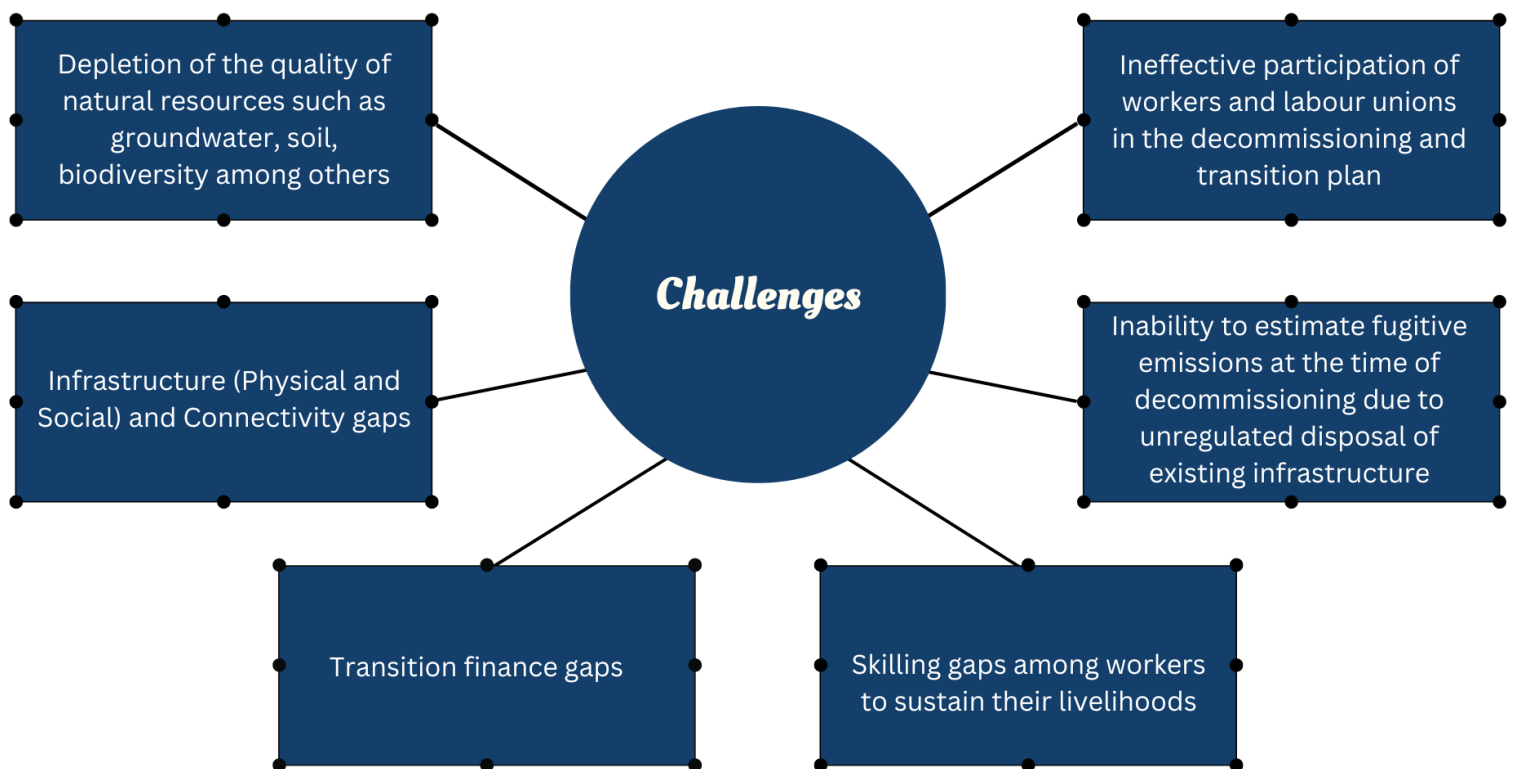 Depletion of the quality of
natural resources such as
groundwater, soil,
biodiversity among others
Ineffective participation of
workers and labour unions
in the decommissioning and
transition plan
Challenges
Infrastructure (Physical and
Social) and Connectivity gaps
Inability to estimate fugitive
emissions at the time of
decommissioning due to
unregulated disposal of
existing infrastructure
Transition finance gaps
Skilling gaps among workers
to sustain their livelihoods